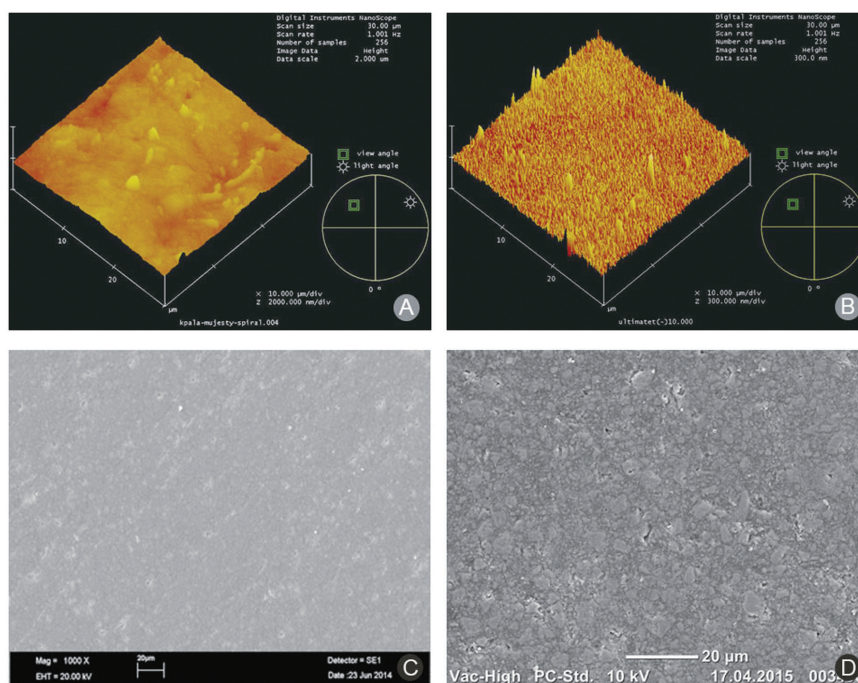 Digital Instruments NanoScope
Scan size 30.00 µm
Scan rate 1.001 Hz
Number of samples 256
Image Data Height
Data scale 2.000 um
view angle
light angle
10
20
µm
X 10.000 µm/div
Z 2000.000 nm/div
0 °
kpala-mujesty-spiral.004
A
Digital Instruments NanoScope
Scan size 30.00 µm
Scan rate 1.001 Hz
Number of samples 256
Image Data Height
Data scale 300.0 nm
view angle
light angle
10
20
µm
X 10.000 µm/div
Z 300.000 nm/div
0 °
ultimatet(-)10.000
B
Mag = 1000 X
20µm
Detector = SE1
EHT = 20.00 kV
Date :23 Jun 2014
C
20 µm
Vac-High PC-Std. 10 kV 17.04.2015
D